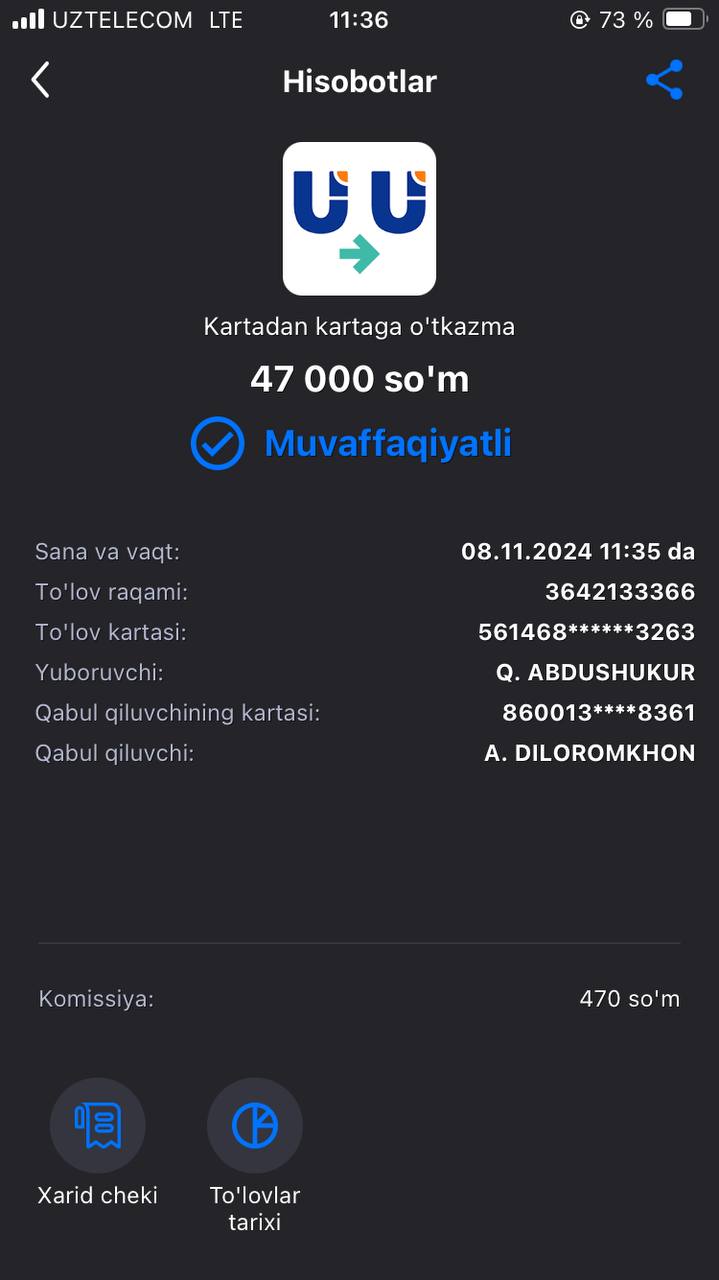 UZTELECOM LTE 11:36 73 %
Hisobotlar
Kartadan kartaga o'tkazma
47 000 so'm
Muvaffaqiyatli
Sana va vaqt: 08.11.2024 11:35 da
To'lov raqami: 3642133366
To'lov kartasi: 561468******3263
Yuboruvchi: Q. ABDUSHUKUR
Qabul qiluvchining kartasi: 860013****8361
Qabul qiluvchi: A. DILOROMKHON
Komissiya: 470 so'm
Xarid cheki To'lovlar
tarixi